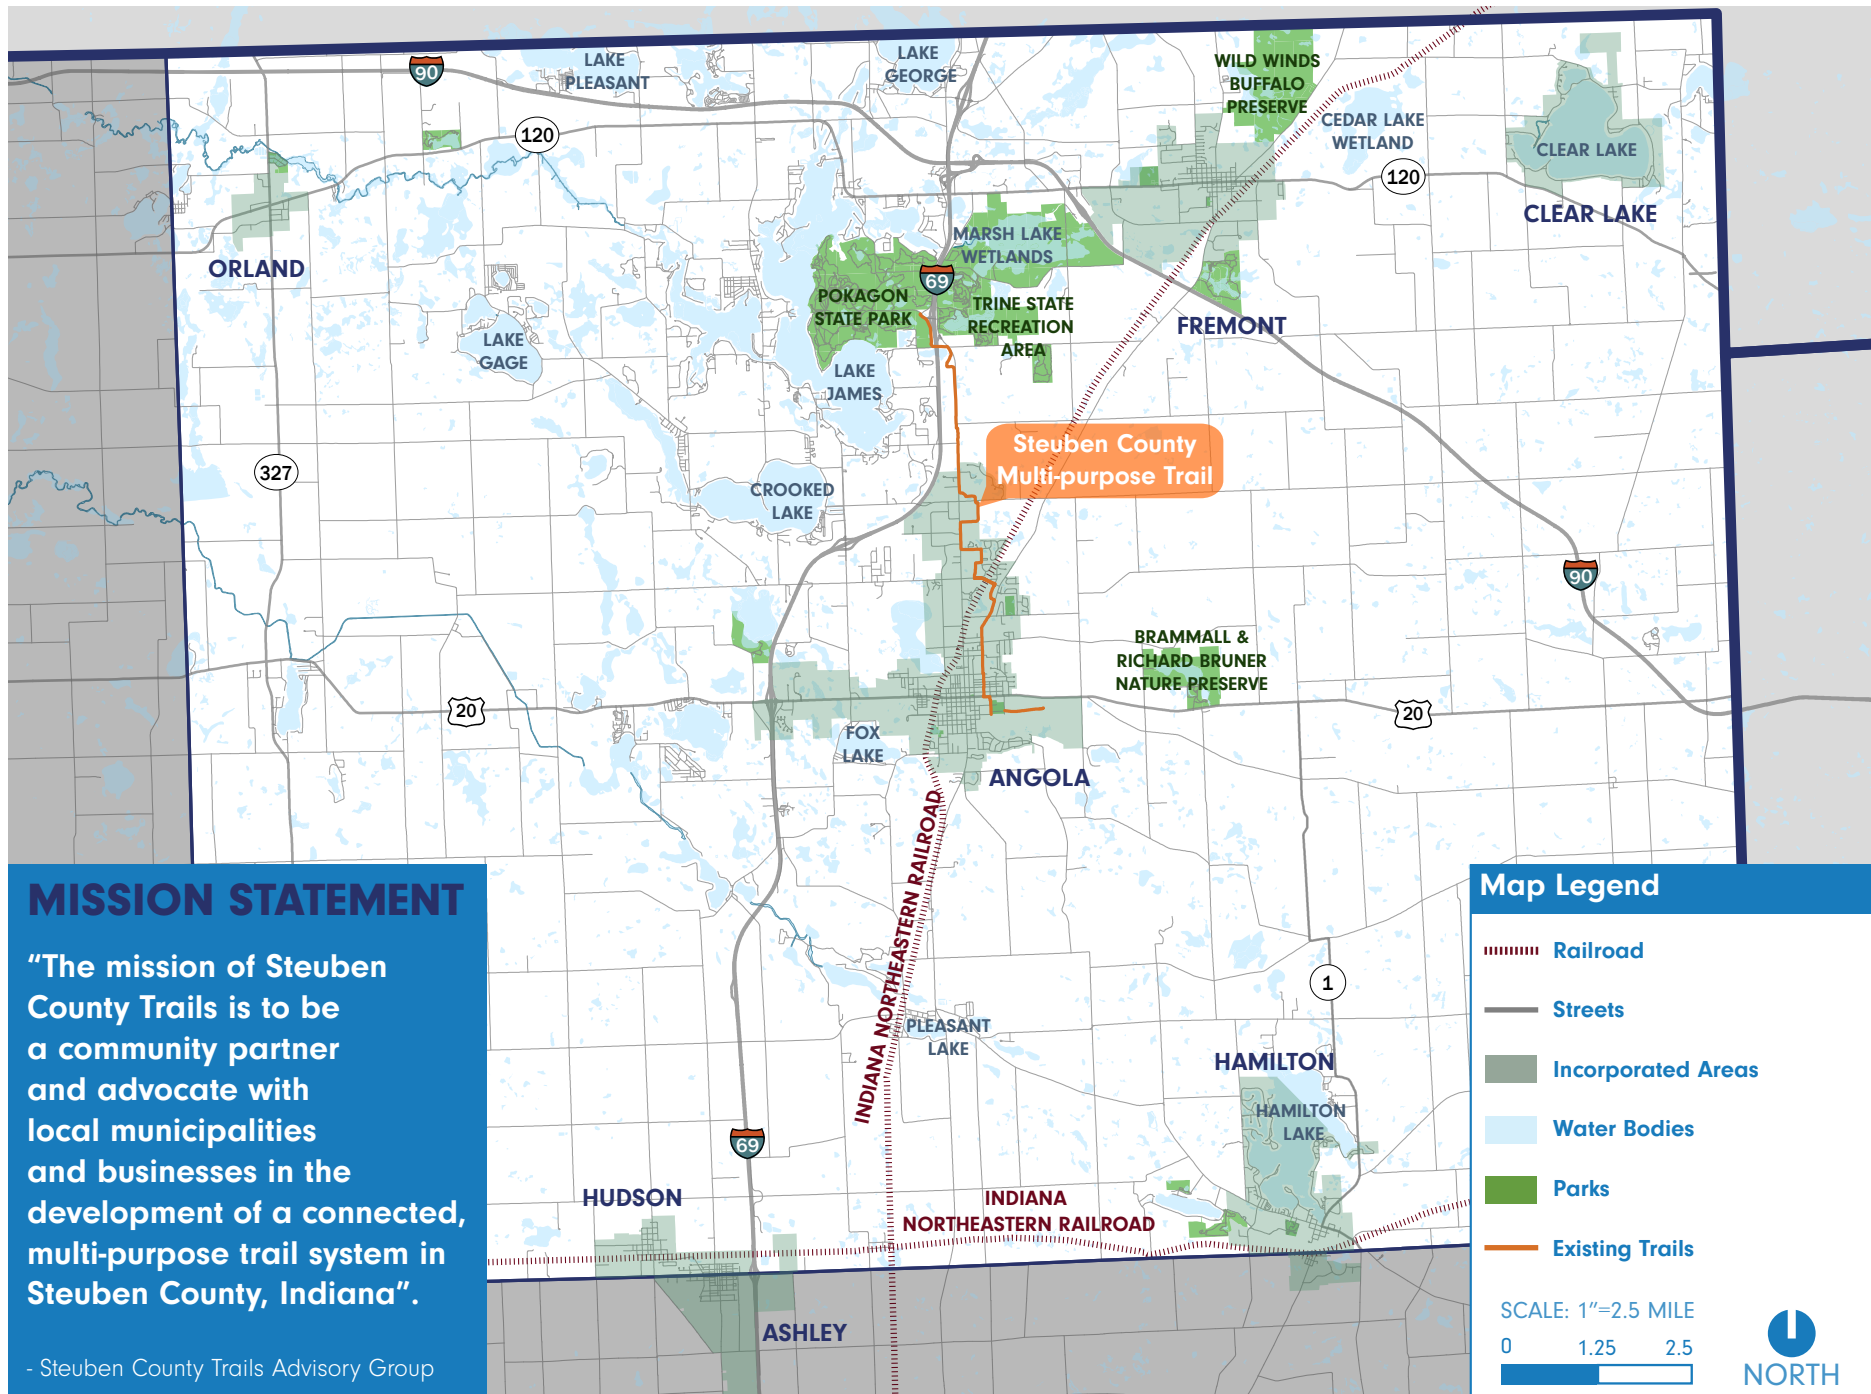 LAKE
PLEASANT
LAKE
GEORGE
WILD WINDS
BUFFALO
PRESERVE
90
120
CEDAR LAKE
WETLAND
CLEAR LAKE
120
CLEAR LAKE
MARSH LAKE
WETLANDS
ORLAND
69
POKAGON
STATE PARK
TRINE STATE
RECREATION
AREA
FREMONT
LAKE
GAGE
LAKE
JAMES
Steuben County
Multi-purpose Trail
327
CROOKED
LAKE
90
BRAMMALL &
RICHARD BRUNER
NATURE PRESERVE
20
20
FOX
LAKE
ANGOLA
INDIANA NORTHEASTERN RAILROAD
1
PLEASANT
LAKE
HAMILTON
HAMILTON
LAKE
69
HUDSON
INDIANA
NORTHEASTERN RAILROAD
ASHLEY
MISSION STATEMENT
“The mission of Steuben
County Trails is to be
a community partner
and advocate with
local municipalities
and businesses in the
development of a connected,
multi-purpose trail system in
Steuben County, Indiana”.
- Steuben County Trails Advisory Group
Map Legend
Railroad
Streets
Incorporated Areas
Water Bodies
Parks
Existing Trails
SCALE: 1”=2.5 MILE
0 1.25 2.5
NORTH